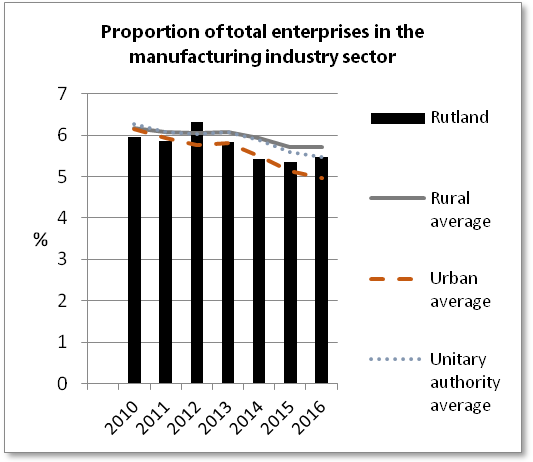 Proportion of total enterprises in the
manufacturing industry sector
7
6
5
4
3
2
1
0
%
2010
2011
2012
2013
2014
2015
2016
Rutland
Rural
average
Urban
average
Unitary
authority
average